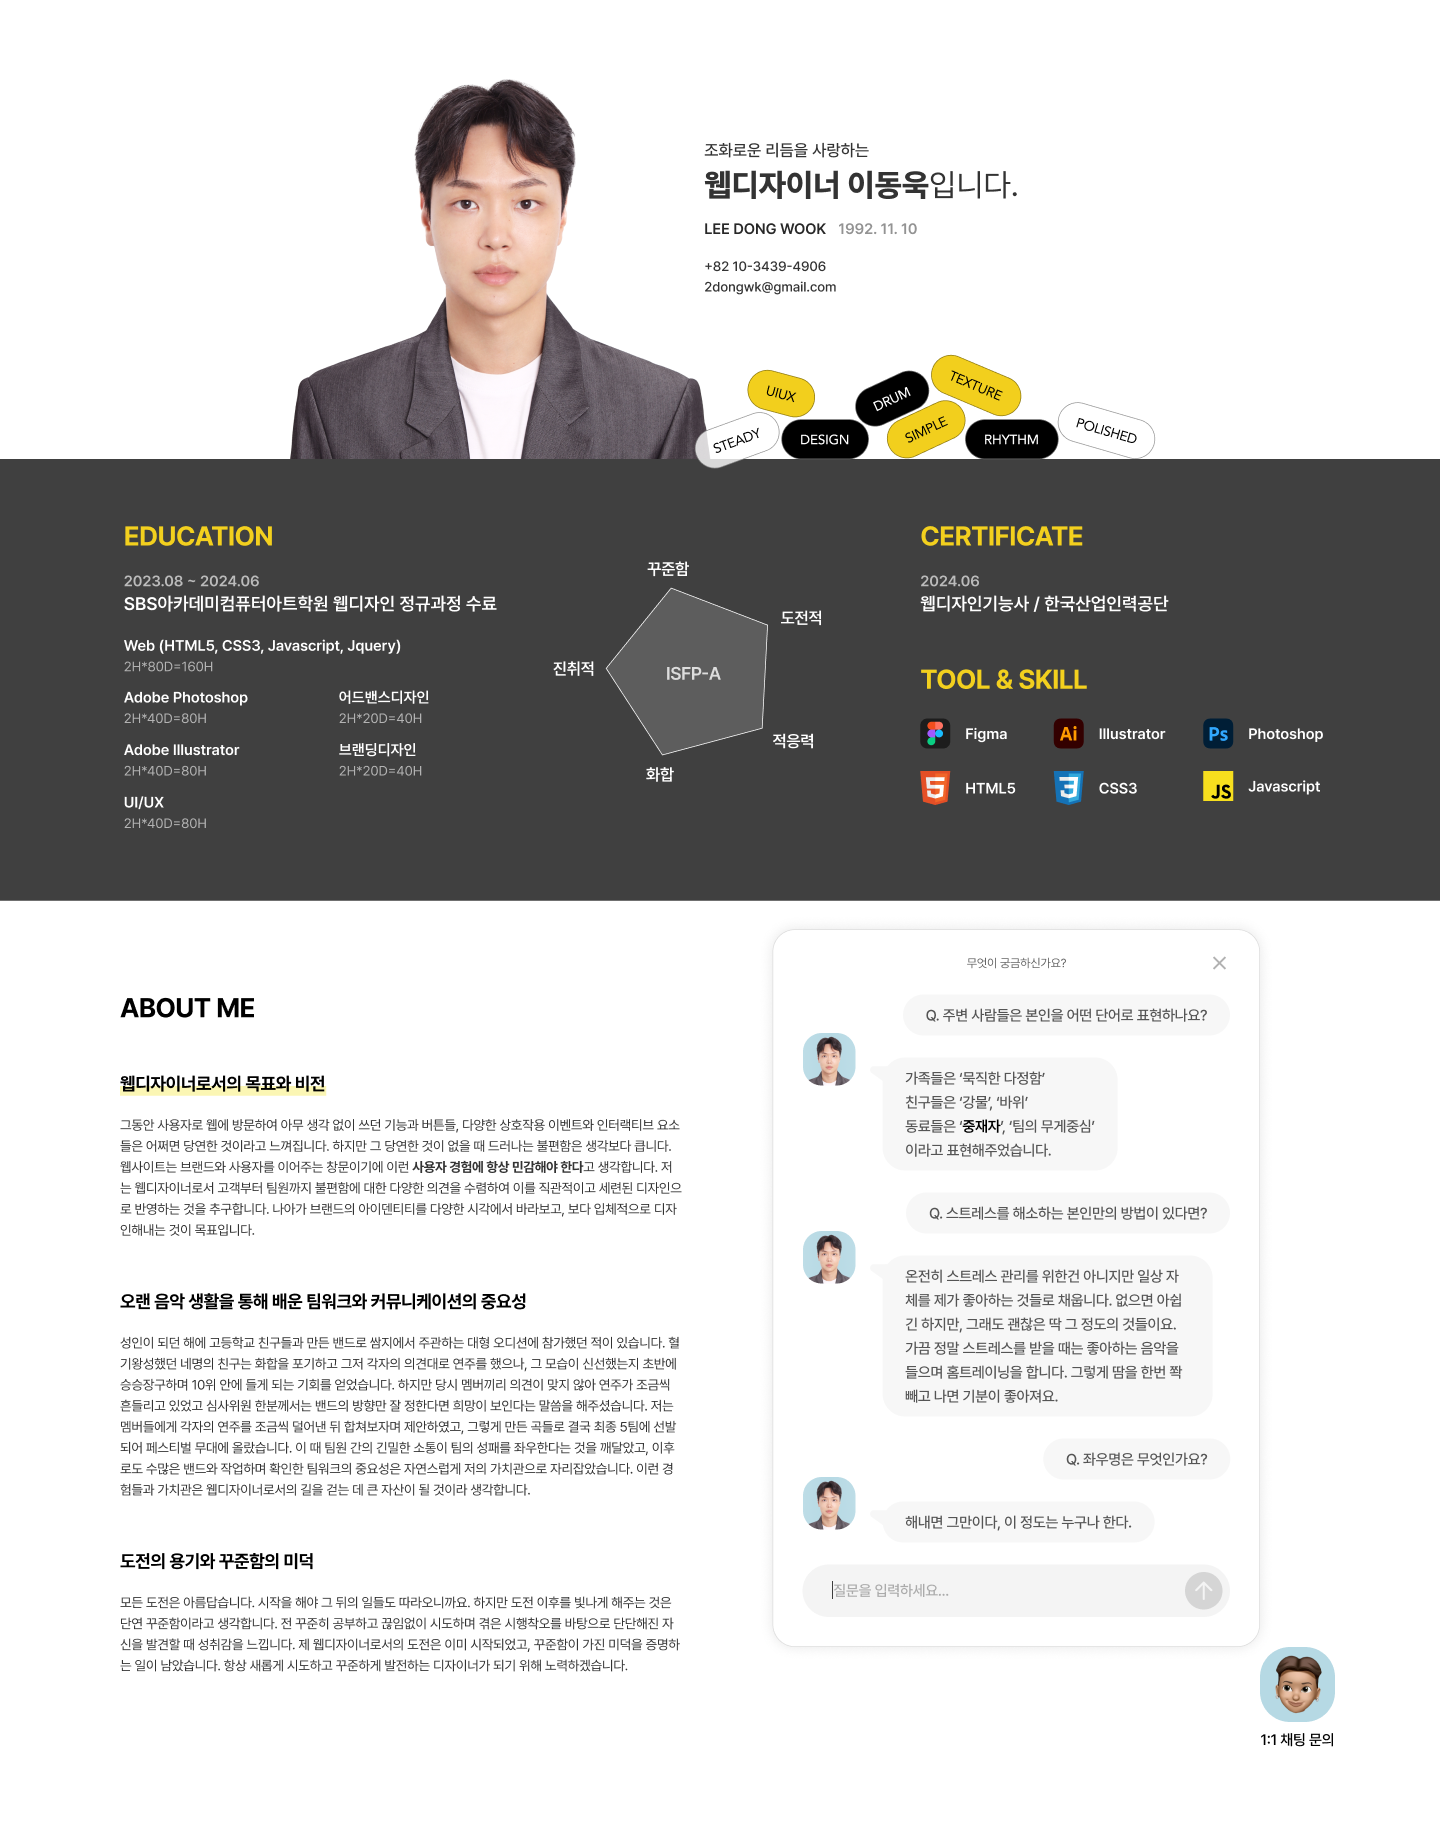 조화로운 리듬을 사랑하는
웹디자이너 이동욱입니다.
LEE DONG WOOK 1992. 11. 10
+82 10-3439-4906
2dongwk@gmail.com
STEADY
UIUX
DESIGN
DRUM
SIMPLE
TEXTURE
RHYTHM
POLISHED
EDUCATION
2023.08 ~ 2024.06
SBS아카데미컴퓨터아트학원 웹디자인 정규과정 수료
Web (HTML5, CSS3, Javascript, Jquery)
2H*80D=160H
Adobe Photoshop
2H*40D=80H
어드밴스디자인
2H*20D=40H
Adobe Illustrator
2H*40D=80H
브랜딩디자인
2H*20D=40H
UI/UX
2H*40D=80H
꾸준함
도전적
진취적
ISFP-A
적응력
화합
CERTIFICATE
2024.06
웹디자인기능사 / 한국산업인력공단
TOOL & SKILL
Figma
Ai Illustrator
Ps Photoshop
5 HTML5
3 CSS3
JS Javascript
ABOUT ME
웹디자이너로서의 목표와 비전
그동안 사용자로 웹에 방문하여 아무 생각 없이 쓰던 기능과 버튼들, 다양한 상호작용 이벤트와 인터랙티브 요소
들은 어쩌면 당연한 것이라고 느껴집니다. 하지만 그 당연한 것이 없을 때 드러나는 불편함은 생각보다 큽니다.
웹사이트는 브랜드와 사용자를 이어주는 창문이기에 이런 사용자 경험에 항상 민감해야 한다고 생각합니다. 저
는 웹디자이너로서 고객부터 팀원까지 불편함에 대한 다양한 의견을 수렴하여 이를 직관적이고 세련된 디자인으
로 반영하는 것을 추구합니다. 나아가 브랜드의 아이덴티티를 다양한 시각에서 바라보고, 보다 입체적으로 디자
인해내는 것이 목표입니다.
오랜 음악 생활을 통해 배운 팀워크와 커뮤니케이션의 중요성
성인이 되던 해에 고등학교 친구들과 만든 밴드로 쌈지에서 주관하는 대형 오디션에 참가했던 적이 있습니다. 혈
기왕성했던 네명의 친구는 화합을 포기하고 그저 각자의 의견대로 연주를 했으나, 그 모습이 신선했는지 초반에
승승장구하며 10위 안에 들게 되는 기회를 얻었습니다. 하지만 당시 멤버끼리 의견이 맞지 않아 연주가 조금씩
흔들리고 있었고 심사위원 한분께서는 밴드의 방향만 잘 정한다면 희망이 보인다는 말씀을 해주셨습니다. 저는
멤버들에게 각자의 연주를 조금씩 덜어낸 뒤 합쳐보자며 제안하였고, 그렇게 만든 곡들로 결국 최종 5팀에 선발
되어 페스티벌 무대에 올랐습니다. 이 때 팀원 간의 긴밀한 소통이 팀의 성패를 좌우한다는 것을 깨달았고, 이후
로도 수많은 밴드와 작업하며 확인한 팀워크의 중요성은 자연스럽게 저의 가치관으로 자리잡았습니다. 이런 경
험들과 가치관은 웹디자이너로서의 길을 걷는 데 큰 자산이 될 것이라 생각합니다.
도전의 용기와 꾸준함의 미덕
모든 도전은 아름답습니다. 시작을 해야 그 뒤의 일들도 따라오니까요. 하지만 도전 이후를 빛나게 해주는 것은
단연 꾸준함이라고 생각합니다. 전 꾸준히 공부하고 끊임없이 시도하며 겪은 시행착오를 바탕으로 단단해진 자
신을 발견할 때 성취감을 느낍니다. 제 웹디자이너로서의 도전은 이미 시작되었고, 꾸준함이 가진 미덕을 증명하
는 일이 남았습니다. 항상 새롭게 시도하고 꾸준하게 발전하는 디자이너가 되기 위해 노력하겠습니다.
무엇이 궁금하신가요?
Q. 주변 사람들은 본인을 어떤 단어로 표현하나요?
가족들은 ‘묵직한 다정함’
친구들은 ‘강물’, ‘바위’
동료들은 ‘중재자’, ‘팀의 무게중심’
이라고 표현해주었습니다.
Q. 스트레스를 해소하는 본인만의 방법이 있다면?
온전히 스트레스 관리를 위한건 아니지만 일상 자
체를 제가 좋아하는 것들로 채웁니다. 없으면 아쉽
긴 하지만, 그래도 괜찮은 딱 그 정도의 것들이요.
가끔 정말 스트레스를 받을 때는 좋아하는 음악을
들으며 홈트레이닝을 합니다. 그렇게 땀을 한번 쫙
빼고 나면 기분이 좋아져요.
Q. 좌우명은 무엇인가요?
해내면 그만이다, 이 정도는 누구나 한다.
질문을 입력하세요...
1:1 채팅 문의